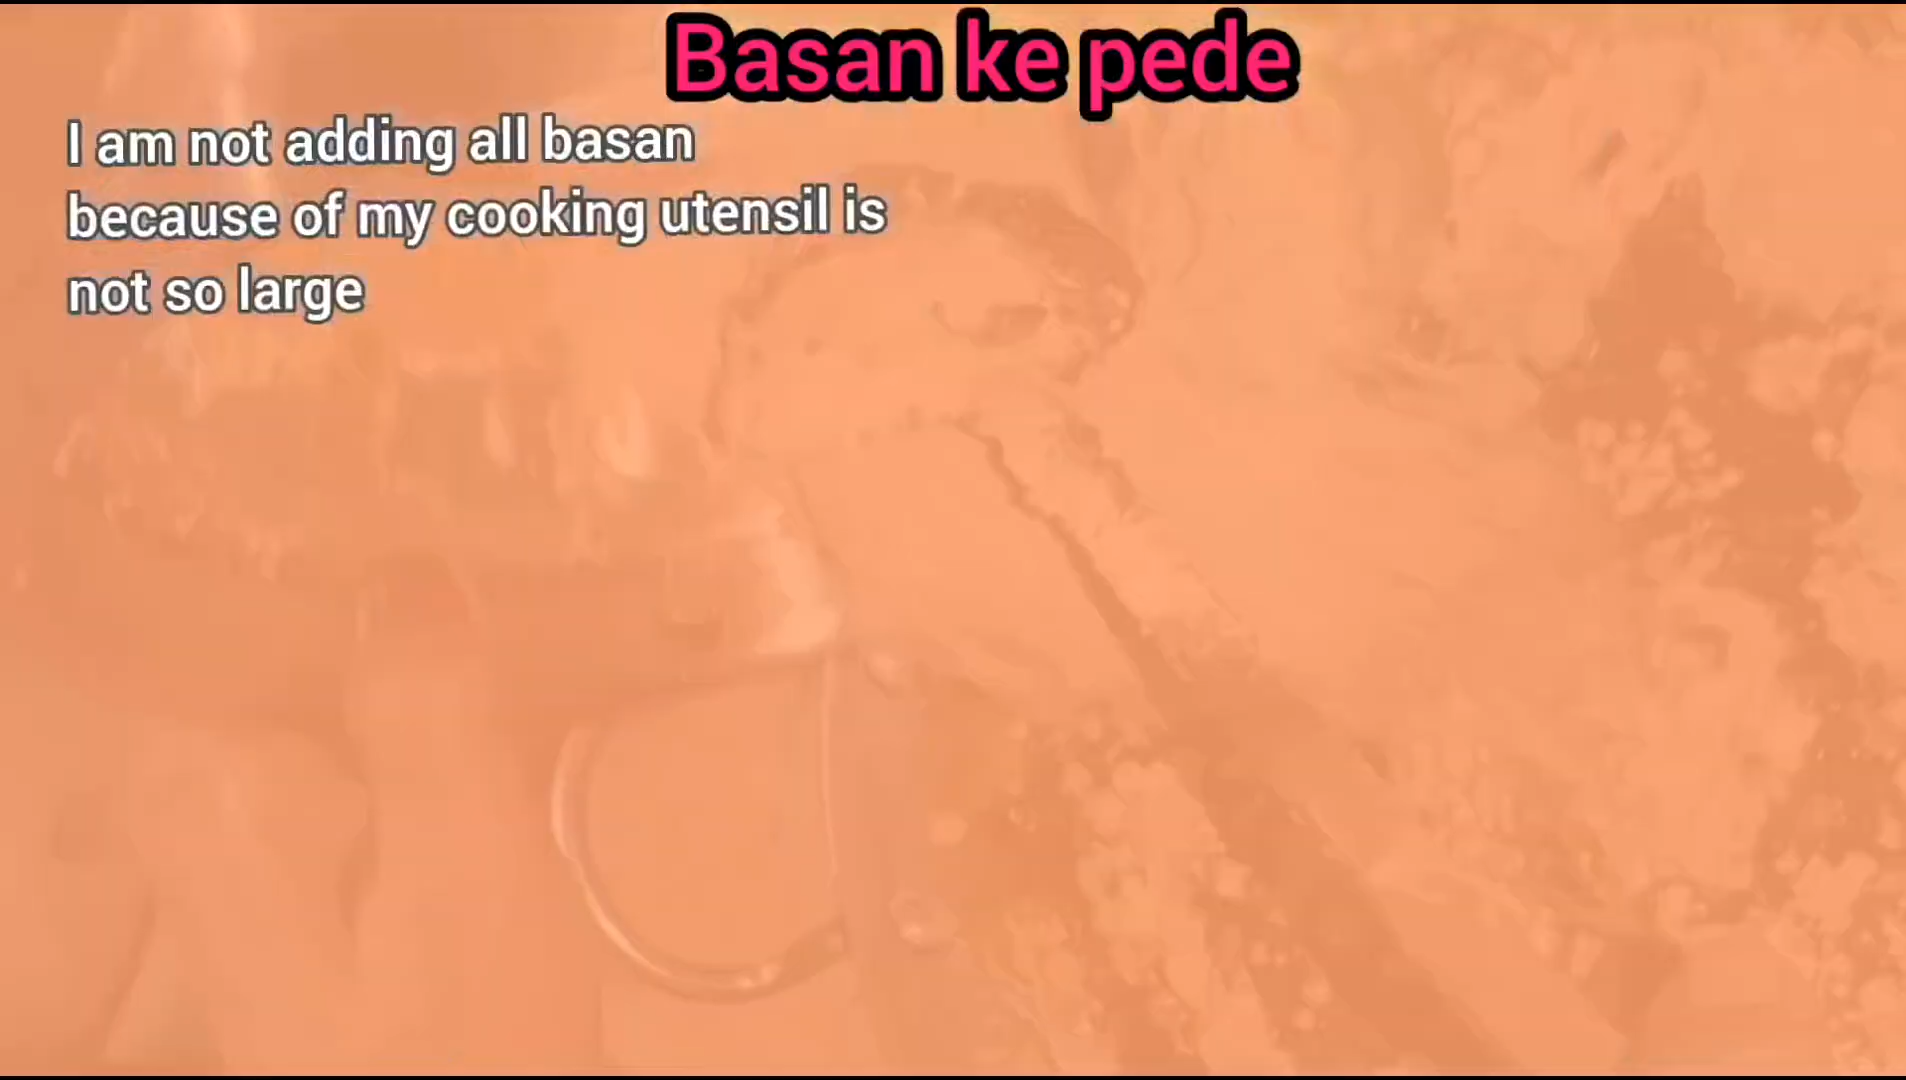 Basan ke pede
I am not adding all basan
because of my cooking utensil is
not so large